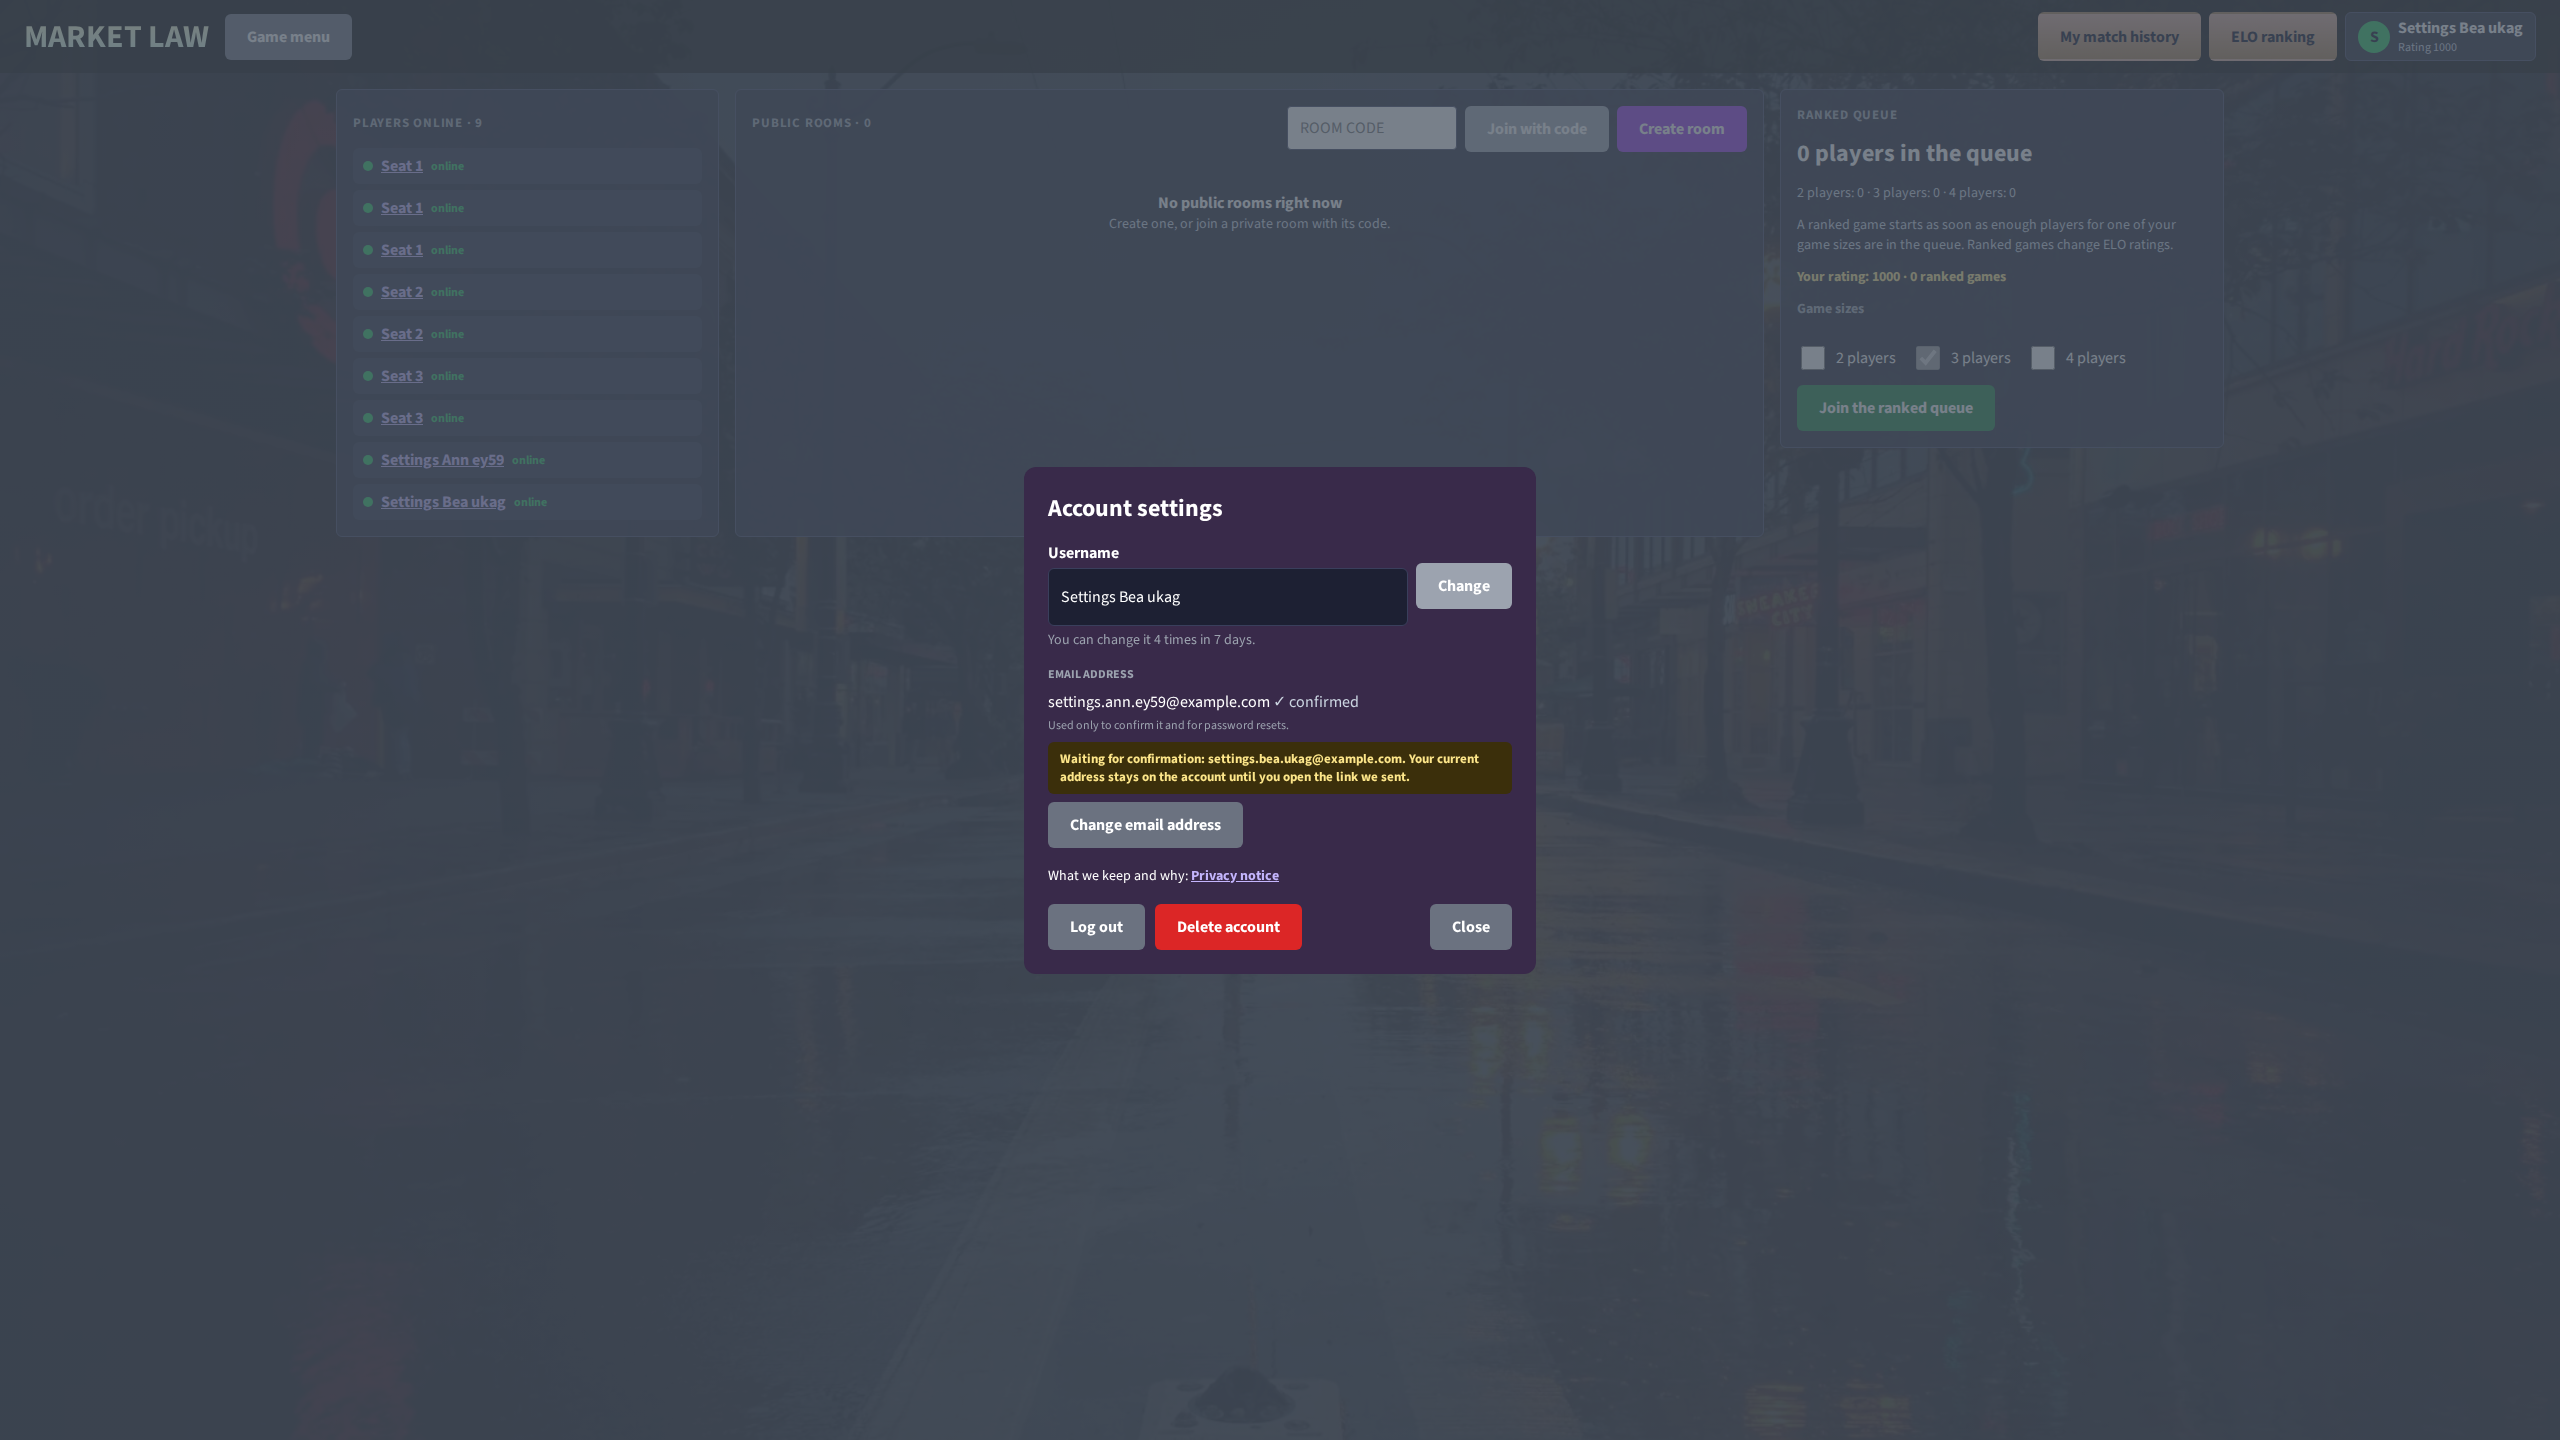 MARKET LAW
Game menu
My match history
ELO ranking
S
Settings Bea ukag
Rating 1000
PLAYERS ONLINE · 9
Seat 1 online
Seat 1 online
Seat 1 online
Seat 2 online
Seat 2 online
Seat 3 online
Seat 3 online
Settings Ann ey59 online
Settings Bea ukag online
PUBLIC ROOMS · 0
ROOM CODE
Join with code
Create room
No public rooms right now
Create one, or join a private room with its code.
RANKED QUEUE
0 players in the queue
2 players: 0 · 3 players: 0 · 4 players: 0
A ranked game starts as soon as enough players for one of your
game sizes are in the queue. Ranked games change ELO ratings.
Your rating: 1000 · 0 ranked games
Game sizes
2 players
3 players
4 players
Join the ranked queue
Account settings
Username
Settings Bea ukag
Change
You can change it 4 times in 7 days.
EMAIL ADDRESS
settings.ann.ey59@example.com ✓ confirmed
Used only to confirm it and for password resets.
Waiting for confirmation: settings.bea.ukag@example.com. Your current
address stays on the account until you open the link we sent.
Change email address
What we keep and why: Privacy notice
Log out
Delete account
Close
order pickup
SNEAKER
CITY